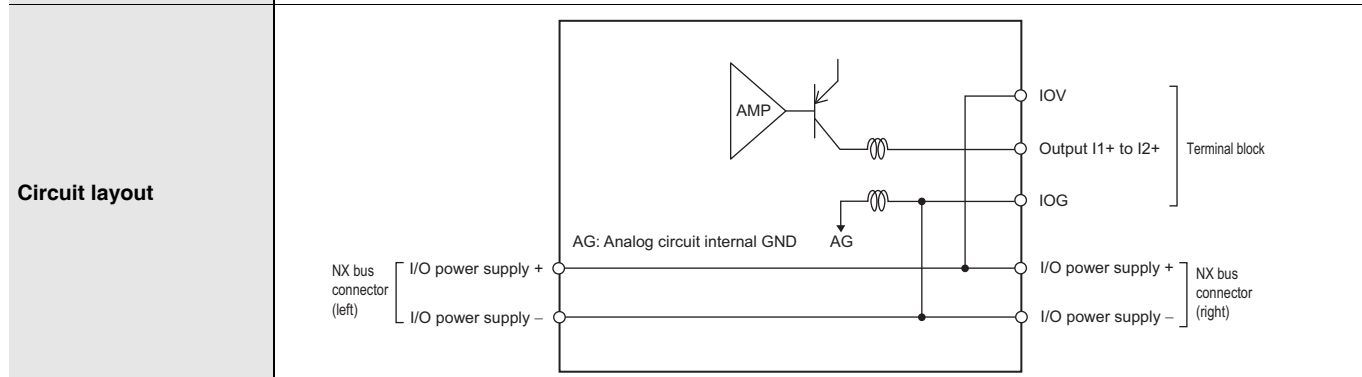 Circuit layout
AMP
IOV
Output I1+ to I2+
Terminal block
IOG
AG: Analog circuit internal GND
AG
NX bus
connector
(left)
I/O power supply +
I/O power supply –
I/O power supply +
I/O power supply –
NX bus
connector
(right)